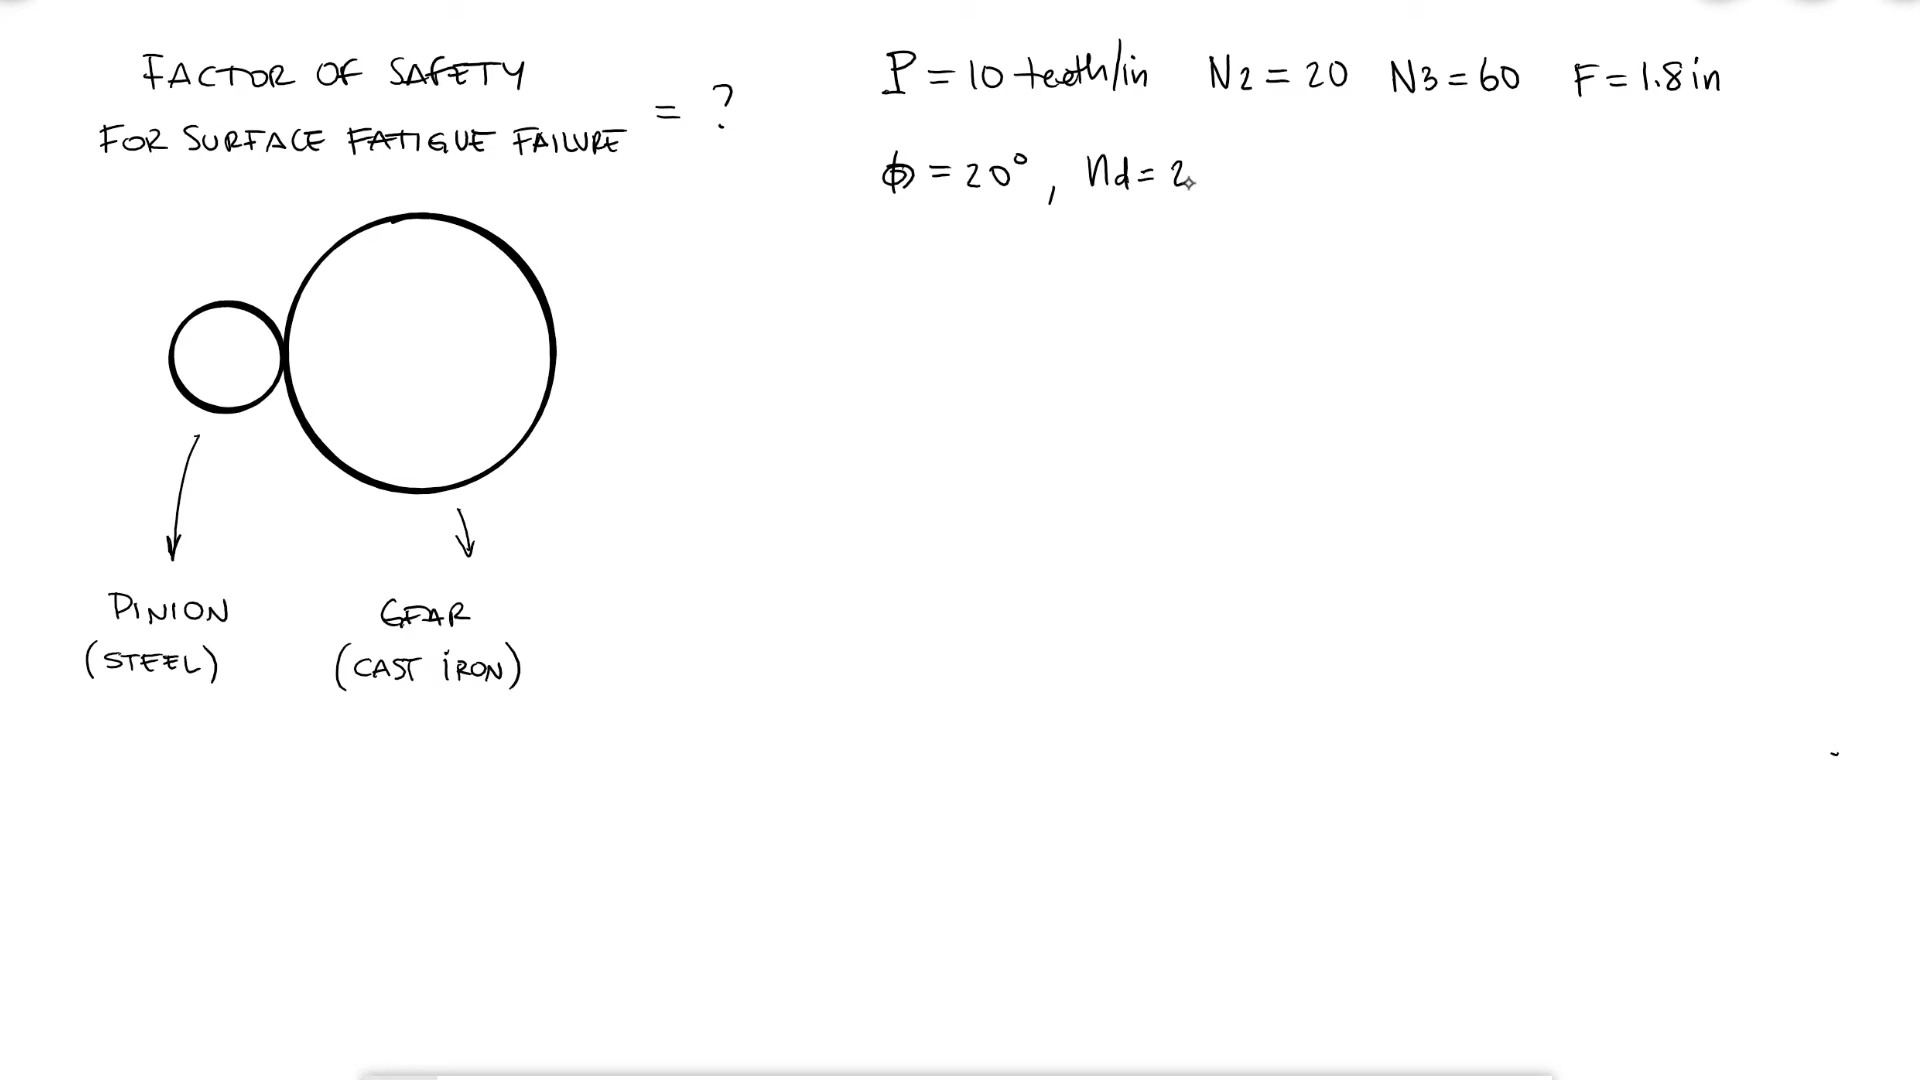 FACTOR OF SAFETY
FOR SURFACE FATIGUE FAILURE = ?
P = 10 teeth/in N2 = 20 N3 = 60 F = 1.8 in
ϕ = 20°, nd = 2
PINION
(STEEL)
GEAR
(CAST IRON)